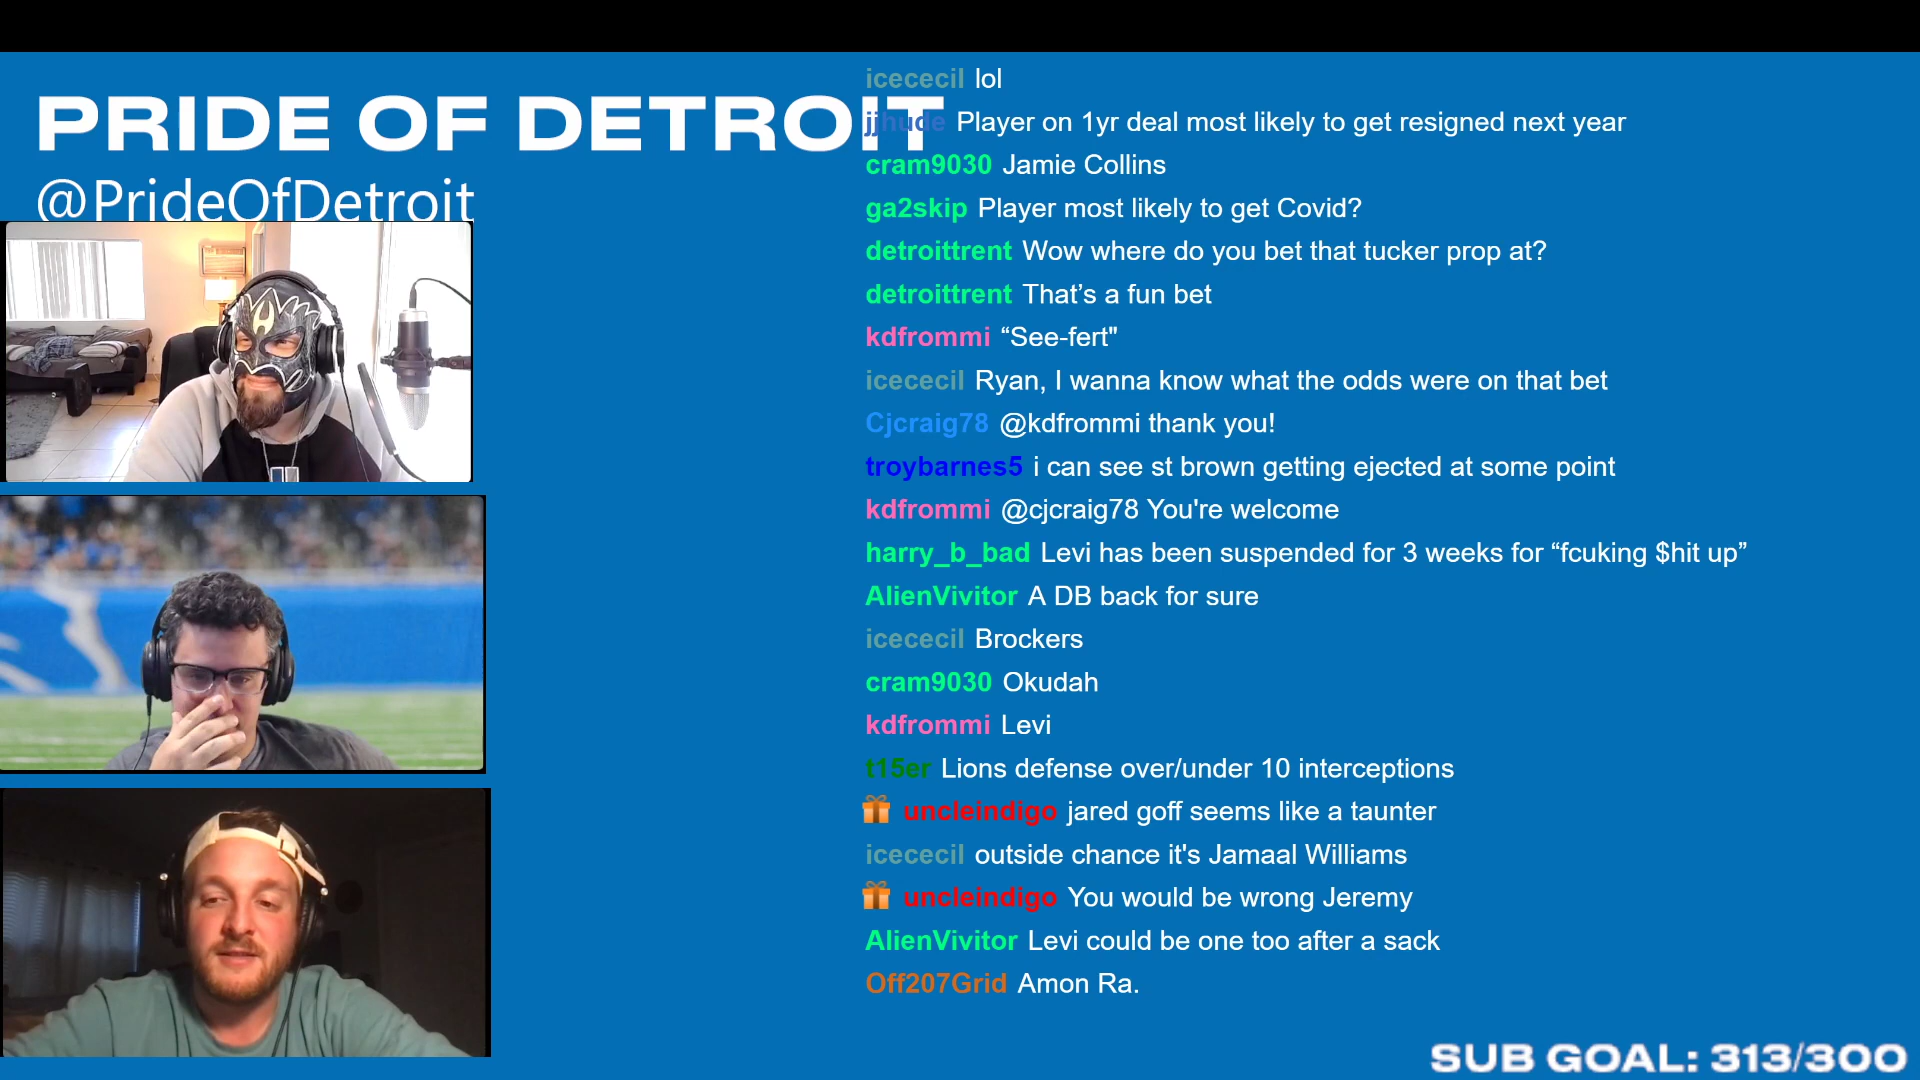 PRIDE OF DETROIT
@PrideOfDetroit
icececil lol
jjhude Player on 1yr deal most likely to get resigned next year
cram9030 Jamie Collins
ga2skip Player most likely to get Covid?
detroittrent Wow where do you bet that tucker prop at?
detroittrent That’s a fun bet
kdfrommi “See-fert"
icececil Ryan, I wanna know what the odds were on that bet
Cjcraig78 @kdfrommi thank you!
troybarnes5 i can see st brown getting ejected at some point
kdfrommi @cjcraig78 You're welcome
harry_b_bad Levi has been suspended for 3 weeks for “fcuking $hit up”
AlienVivitor A DB back for sure
icececil Brockers
cram9030 Okudah
kdfrommi Levi
t15er Lions defense over/under 10 interceptions
uncleindigo jared goff seems like a taunter
icececil outside chance it's Jamaal Williams
uncleindigo You would be wrong Jeremy
AlienVivitor Levi could be one too after a sack
Off207Grid Amon Ra.
SUB GOAL: 313/300